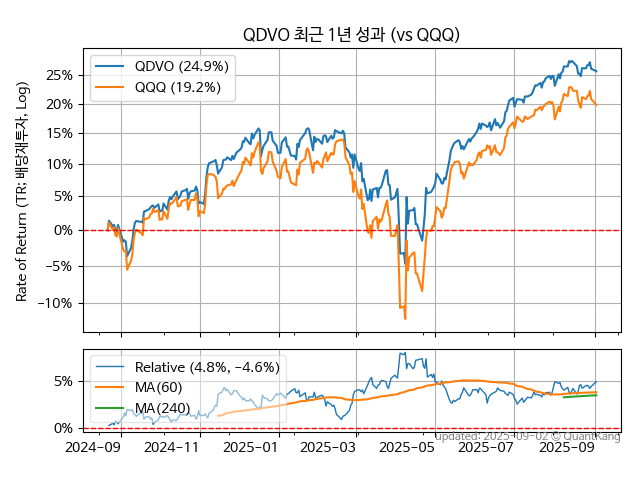 QDVO 최근 1년 성과 (vs QQQ)
Rate of Return (TR: 배당재투자, Log)
QDVO (24.9%)
QQQ (19.2%)
25%
20%
15%
10%
5%
0%
−5%
−10%
Relative (4.8%, −4.6%)
MA(60)
MA(240)
5%
0%
updated: 2025-09-02 © QuantKang
2024-09
2024-11
2025-01
2025-03
2025-05
2025-07
2025-09